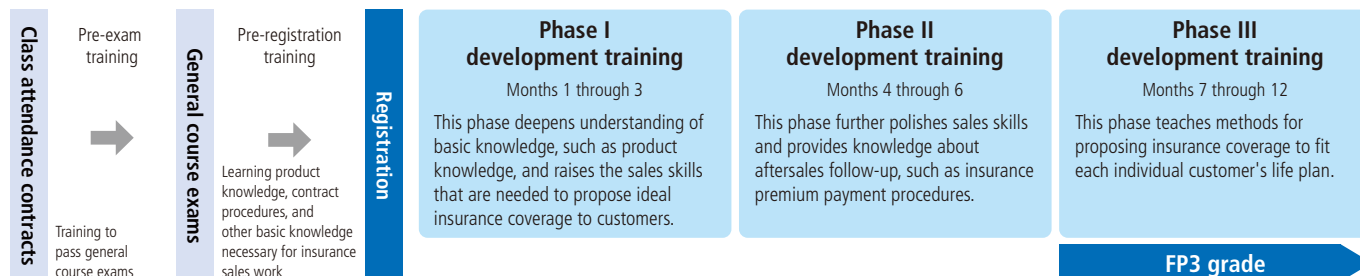 Class attendance contracts
Pre-exam
training
Training to
pass general
course exams
General course exams
Pre-registration
training
Learning product
knowledge, contract
procedures, and
other basic knowledge
necessary for insurance
sales work
Registration
Phase I
development training
Months 1 through 3
This phase deepens understanding of
basic knowledge, such as product
knowledge, and raises the sales skills
that are needed to propose ideal
insurance coverage to customers.
Phase II
development training
Months 4 through 6
This phase further polishes sales skills
and provides knowledge about
aftersales follow-up, such as insurance
premium payment procedures.
Phase III
development training
Months 7 through 12
This phase teaches methods for
proposing insurance coverage to fit
each individual customer's life plan.
FP3 grade